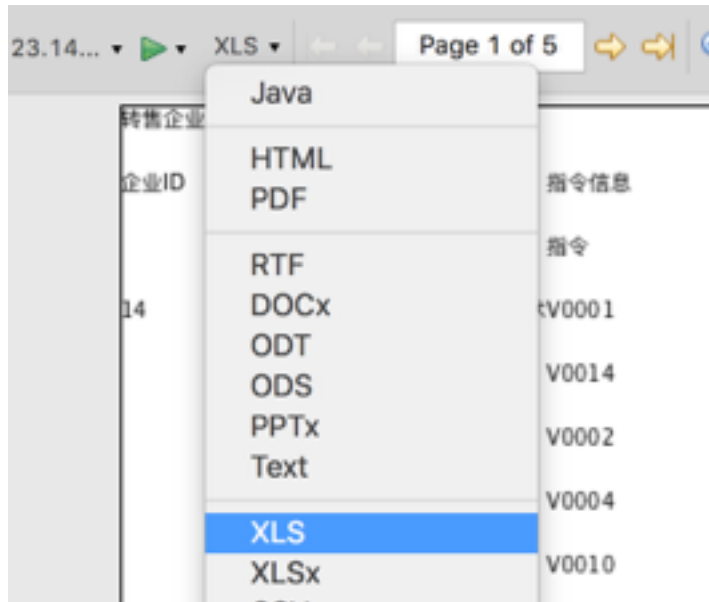 23.14... XLS Page 1 of 5
Java
转售企业
HTML
企业ID
指令信息
PDF
指令
RTF
14
DOCx
V0001
ODT
V0014
ODS
PPTx
V0002
Text
V0004
XLS
V0010
XLSx